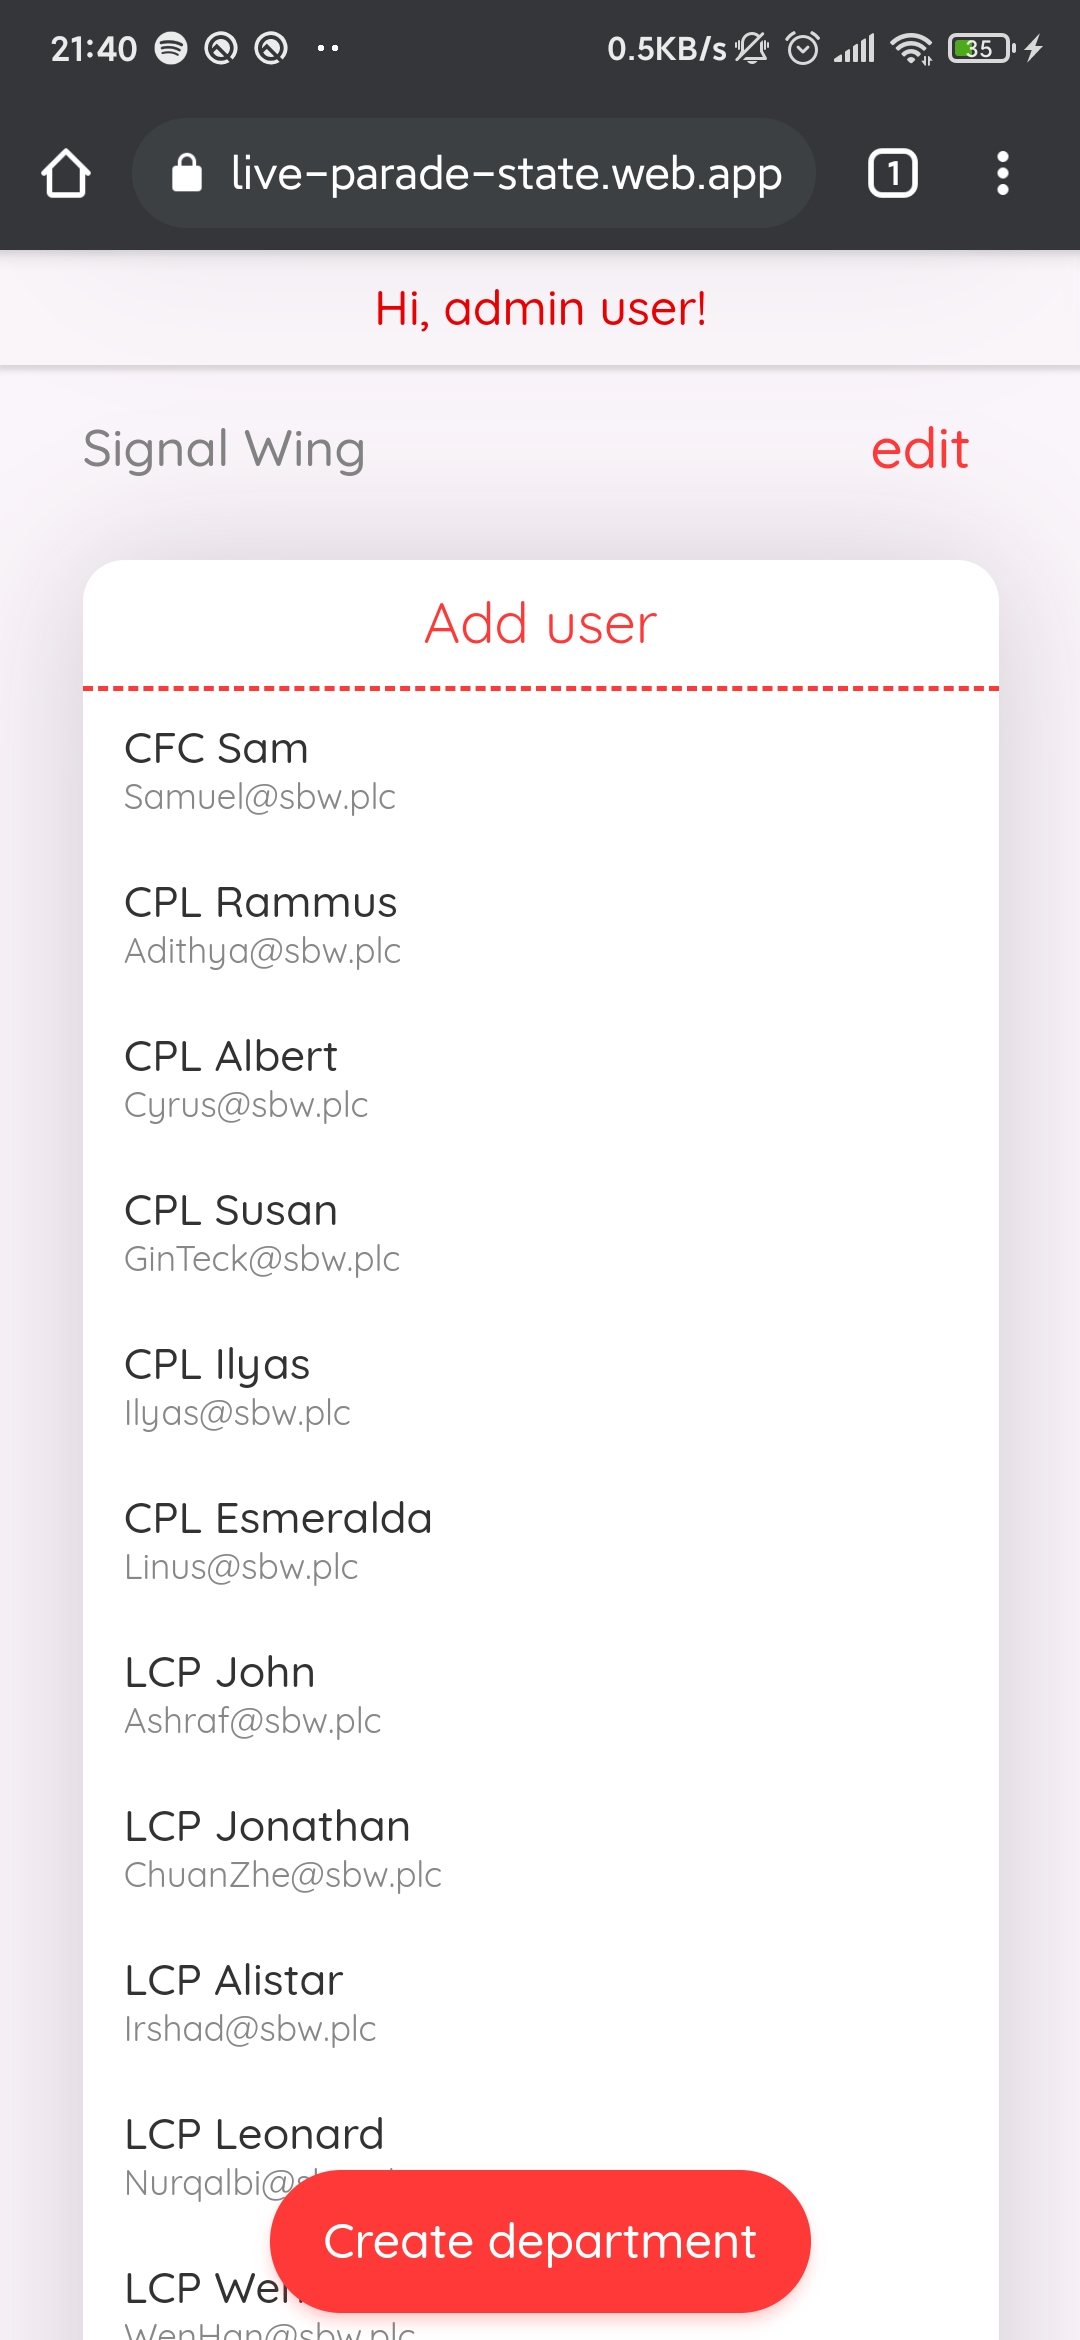 21:40
0.5KB/s
35
live-parade-state.web.app
1
Hi, admin user!
Signal Wing
edit
Add user
CFC Sam
Samuel@sbw.plc
CPL Rammus
Adithya@sbw.plc
CPL Albert
Cyrus@sbw.plc
CPL Susan
GinTeck@sbw.plc
CPL Ilyas
Ilyas@sbw.plc
CPL Esmeralda
Linus@sbw.plc
LCP John
Ashraf@sbw.plc
LCP Jonathan
ChuanZhe@sbw.plc
LCP Alistar
Irshad@sbw.plc
LCP Leonard
Nurqalbi@s
Create department
LCP
WenHan@sbw.plc